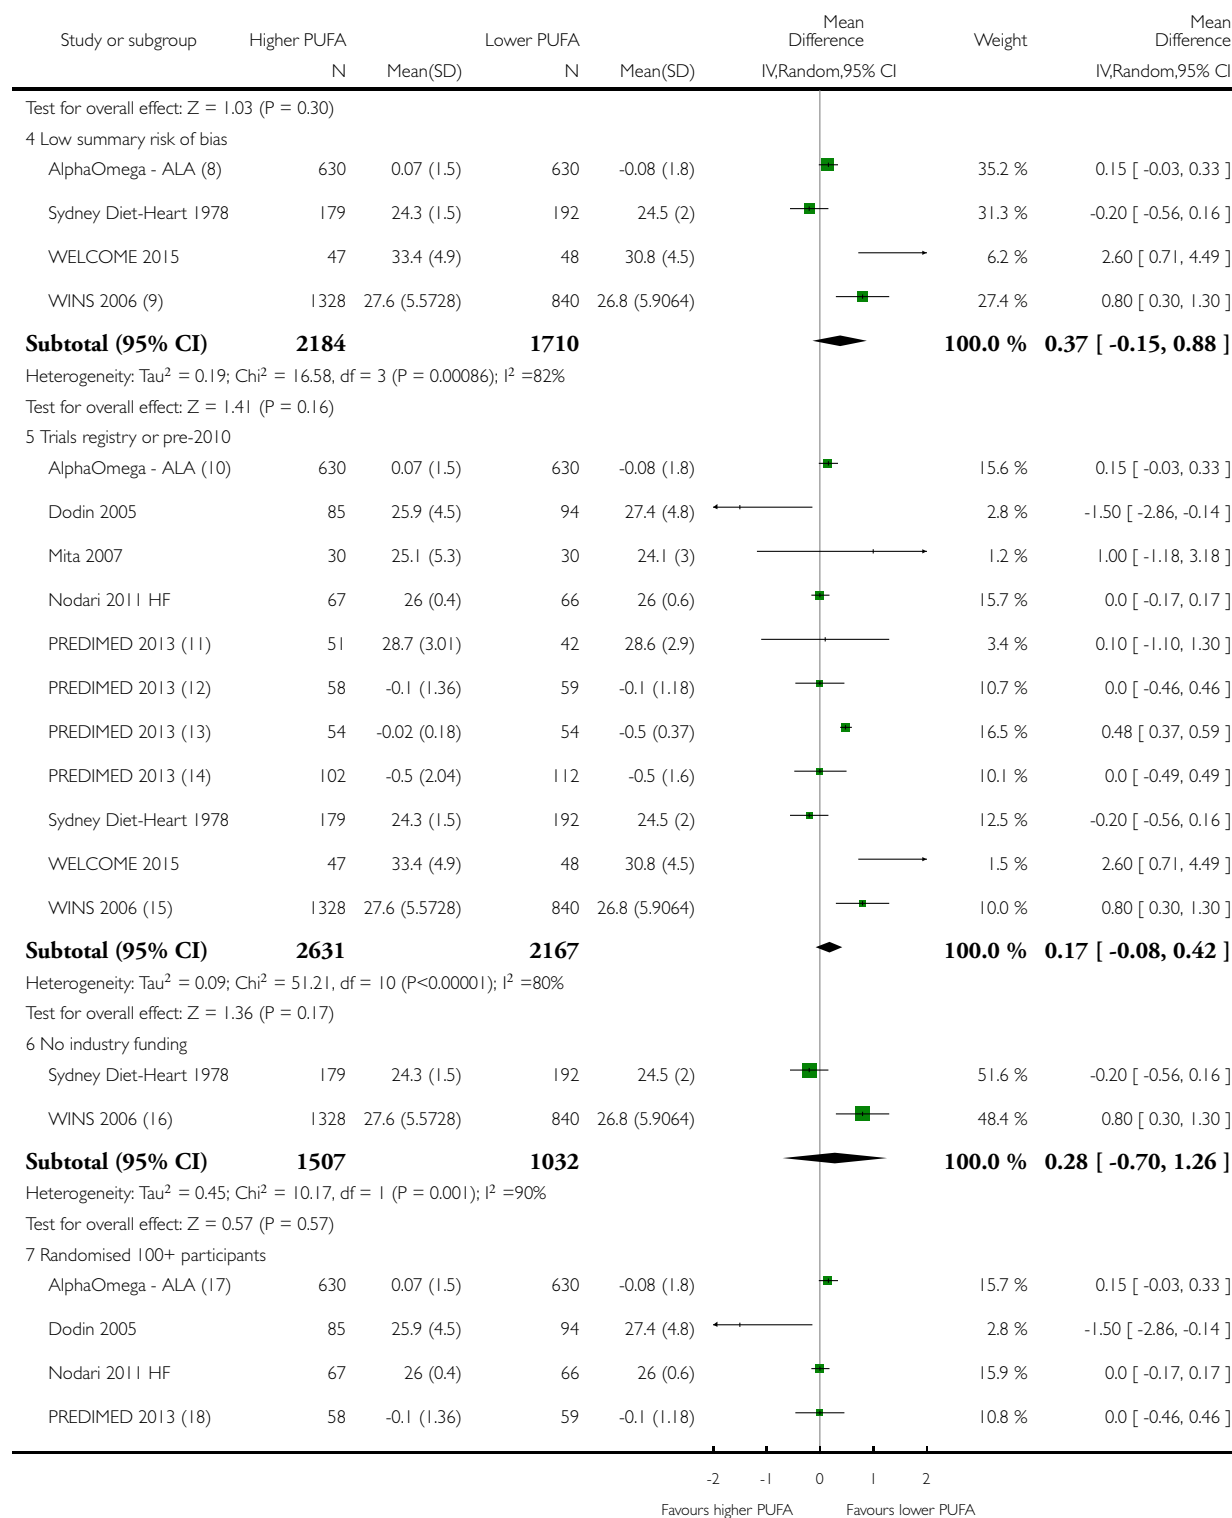 Study or subgroup Higher PUFA Lower PUFA Mean Difference Weight Mean Difference
N Mean(SD) N Mean(SD) IV,Random,95% CI IV,Random,95% CI
Test for overall effect: Z = 1.03 (P = 0.30)
4 Low summary risk of bias
AlphaOmega - ALA (8) 630 0.07 (1.5) 630 -0.08 (1.8) 35.2 % 0.15 [ -0.03, 0.33 ]
Sydney Diet-Heart 1978 179 24.3 (1.5) 192 24.5 (2) 31.3 % -0.20 [ -0.56, 0.16 ]
WELCOME 2015 47 33.4 (4.9) 48 30.8 (4.5) 6.2 % 2.60 [ 0.71, 4.49 ]
WINS 2006 (9) 1328 27.6 (5.5728) 840 26.8 (5.9064) 27.4 % 0.80 [ 0.30, 1.30 ]
Subtotal (95% CI) 2184 1710 100.0 % 0.37 [ -0.15, 0.88 ]
Heterogeneity: Tau² = 0.19; Chi² = 16.58, df = 3 (P = 0.00086); I² =82%
Test for overall effect: Z = 1.41 (P = 0.16)
5 Trials registry or pre-2010
AlphaOmega - ALA (10) 630 0.07 (1.5) 630 -0.08 (1.8) 15.6 % 0.15 [ -0.03, 0.33 ]
Dodin 2005 85 25.9 (4.5) 94 27.4 (4.8) 2.8 % -1.50 [ -2.86, -0.14 ]
Mita 2007 30 25.1 (5.3) 30 24.1 (3) 1.2 % 1.00 [ -1.18, 3.18 ]
Nodari 2011 HF 67 26 (0.4) 66 26 (0.6) 15.7 % 0.0 [ -0.17, 0.17 ]
PREDIMED 2013 (11) 51 28.7 (3.01) 42 28.6 (2.9) 3.4 % 0.10 [ -1.10, 1.30 ]
PREDIMED 2013 (12) 58 -0.1 (1.36) 59 -0.1 (1.18) 10.7 % 0.0 [ -0.46, 0.46 ]
PREDIMED 2013 (13) 54 -0.02 (0.18) 54 -0.5 (0.37) 16.5 % 0.48 [ 0.37, 0.59 ]
PREDIMED 2013 (14) 102 -0.5 (2.04) 112 -0.5 (1.6) 10.1 % 0.0 [ -0.49, 0.49 ]
Sydney Diet-Heart 1978 179 24.3 (1.5) 192 24.5 (2) 12.5 % -0.20 [ -0.56, 0.16 ]
WELCOME 2015 47 33.4 (4.9) 48 30.8 (4.5) 1.5 % 2.60 [ 0.71, 4.49 ]
WINS 2006 (15) 1328 27.6 (5.5728) 840 26.8 (5.9064) 10.0 % 0.80 [ 0.30, 1.30 ]
Subtotal (95% CI) 2631 2167 100.0 % 0.17 [ -0.08, 0.42 ]
Heterogeneity: Tau² = 0.09; Chi² = 51.21, df = 10 (P<0.00001); I² =80%
Test for overall effect: Z = 1.36 (P = 0.17)
6 No industry funding
Sydney Diet-Heart 1978 179 24.3 (1.5) 192 24.5 (2) 51.6 % -0.20 [ -0.56, 0.16 ]
WINS 2006 (16) 1328 27.6 (5.5728) 840 26.8 (5.9064) 48.4 % 0.80 [ 0.30, 1.30 ]
Subtotal (95% CI) 1507 1032 100.0 % 0.28 [ -0.70, 1.26 ]
Heterogeneity: Tau² = 0.45; Chi² = 10.17, df = 1 (P = 0.001); I² =90%
Test for overall effect: Z = 0.57 (P = 0.57)
7 Randomised 100+ participants
AlphaOmega - ALA (17) 630 0.07 (1.5) 630 -0.08 (1.8) 15.7 % 0.15 [ -0.03, 0.33 ]
Dodin 2005 85 25.9 (4.5) 94 27.4 (4.8) 2.8 % -1.50 [ -2.86, -0.14 ]
Nodari 2011 HF 67 26 (0.4) 66 26 (0.6) 15.9 % 0.0 [ -0.17, 0.17 ]
PREDIMED 2013 (18) 58 -0.1 (1.36) 59 -0.1 (1.18) 10.8 % 0.0 [ -0.46, 0.46 ]
-2 -1 0 1 2
Favours higher PUFA Favours lower PUFA